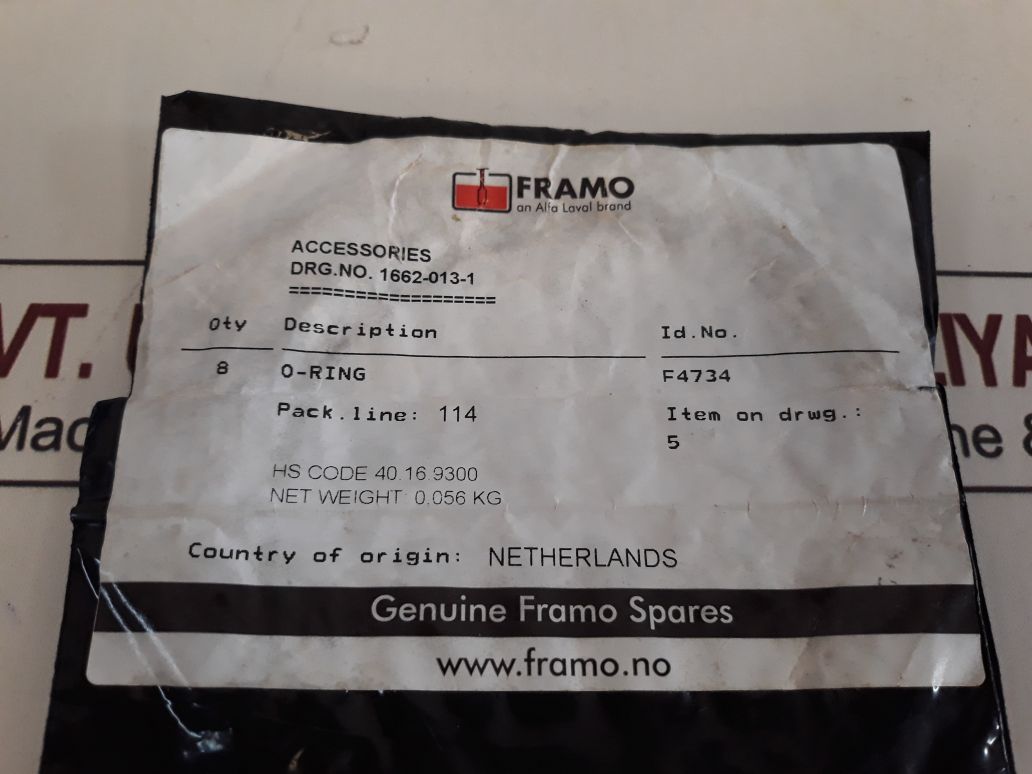 FRAMO
an Alfa Laval brand
ACCESSORIES
DRG.NO. 1662-013-1
===================
Qty Description Id.No.
8 O-RING F4734
Pack.line: 114 Item on drwg.:
5
HS CODE 40.16.9300
NET WEIGHT 0,056 KG
Country of origin: NETHERLANDS
Genuine Framo Spares
www.framo.no